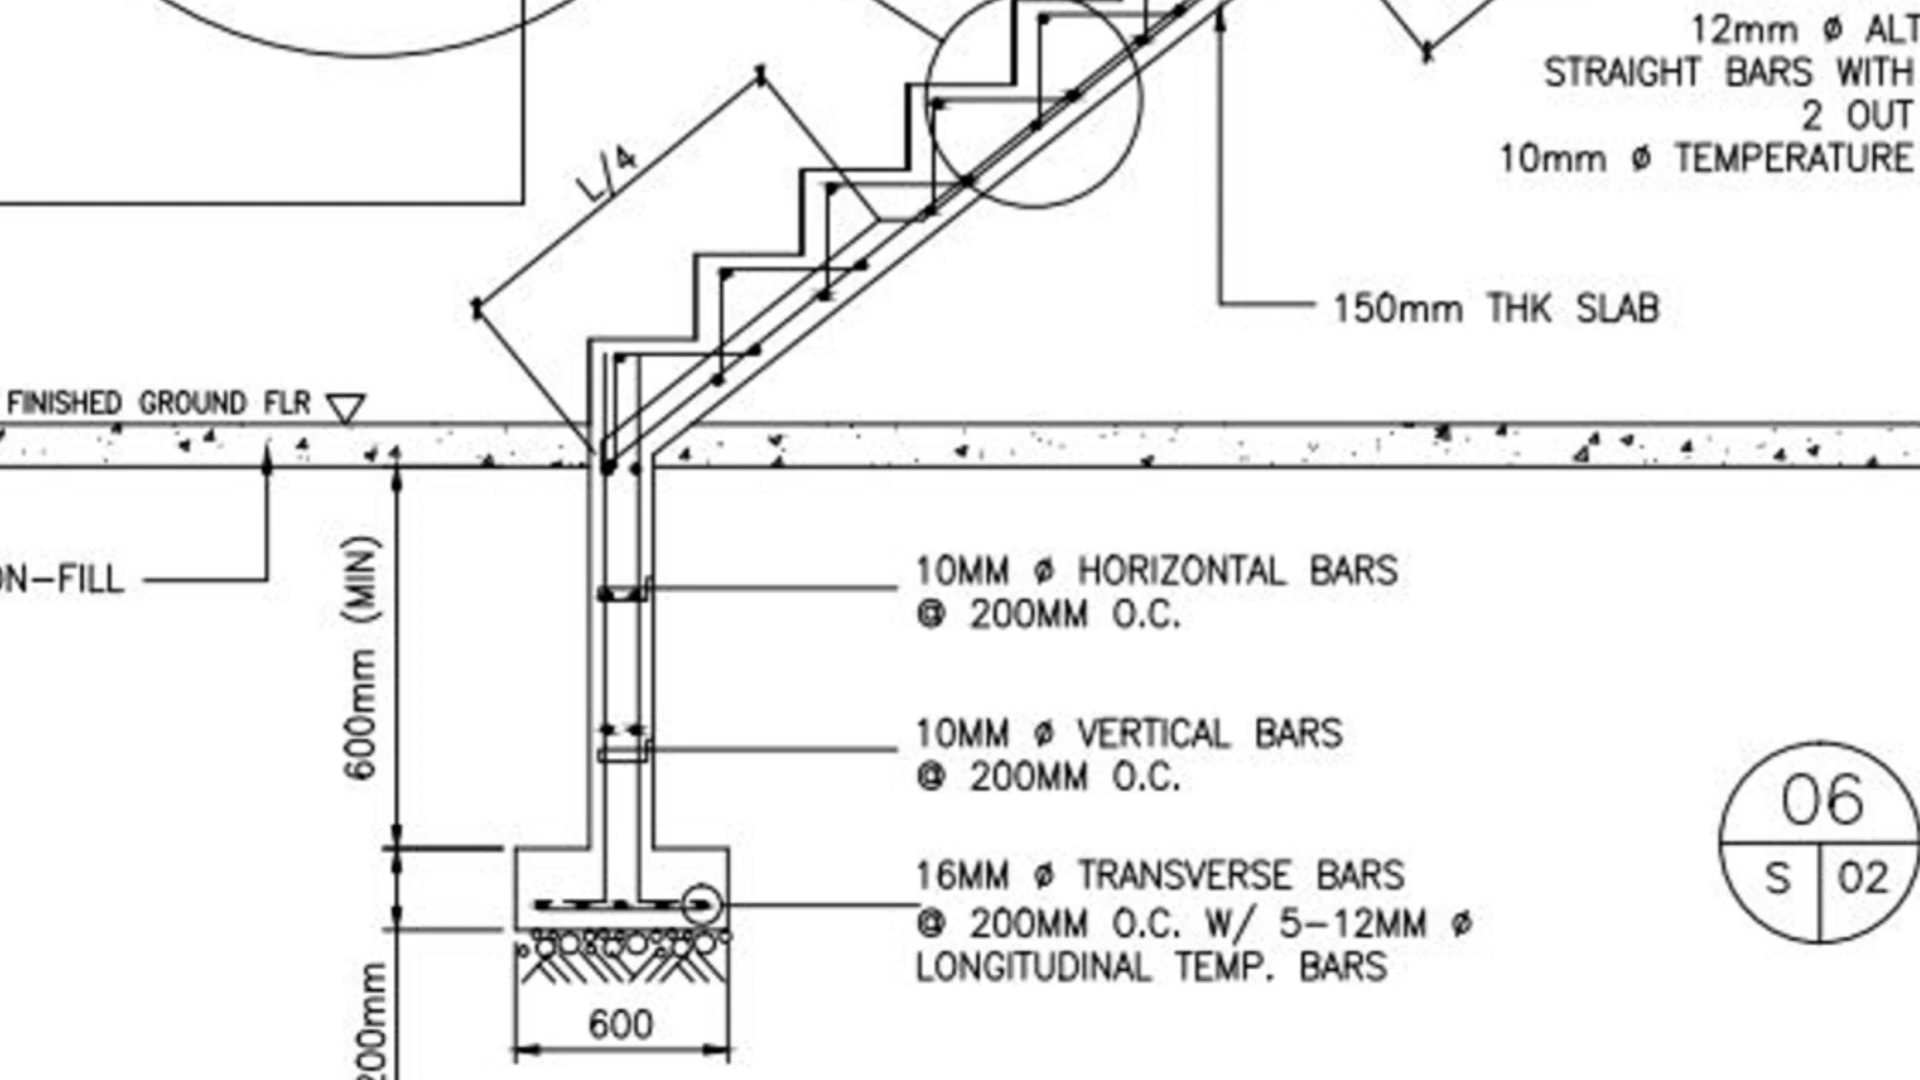 12mm ø ALT
STRAIGHT BARS WITH
2 OUT
10mm ø TEMPERATURE
L/4
150mm THK SLAB
FINISHED GROUND FLR
ON-FILL
600mm (MIN)
10MM ø HORIZONTAL BARS
@ 200MM O.C.
10MM ø VERTICAL BARS
@ 200MM O.C.
06
S 02
16MM ø TRANSVERSE BARS
@ 200MM O.C. W/ 5-12MM ø
LONGITUDINAL TEMP. BARS
200mm
600